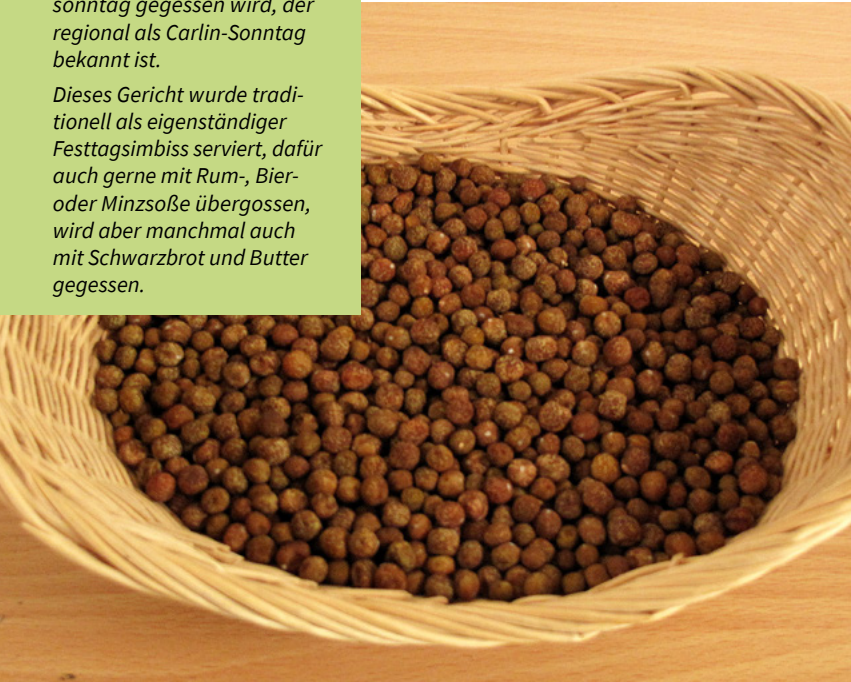 sonntag gegessen wird, der
regional als Carlin-Sonntag
bekannt ist.
Dieses Gericht wurde tradi-
tionell als eigenständiger
Festtagsimbiss serviert, dafür
auch gerne mit Rum-, Bier-
oder Minzsoße übergossen,
wird aber manchmal auch
mit Schwarzbrot und Butter
gegessen.